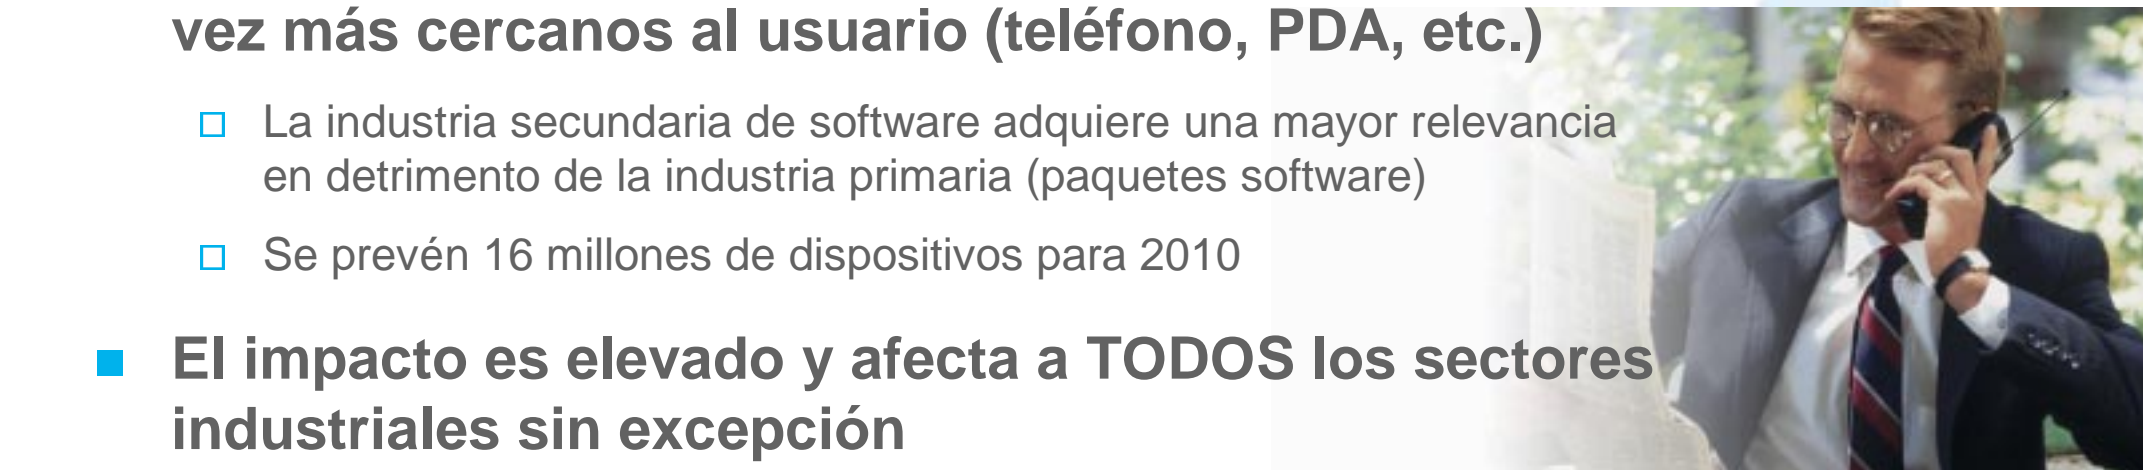 vez más cercanos al usuario (teléfono, PDA, etc.)
La industria secundaria de software adquiere una mayor relevancia
en detrimento de la industria primaria (paquetes software)
Se prevén 16 millones de dispositivos para 2010
El impacto es elevado y afecta a TODOS los sectores
industriales sin excepción